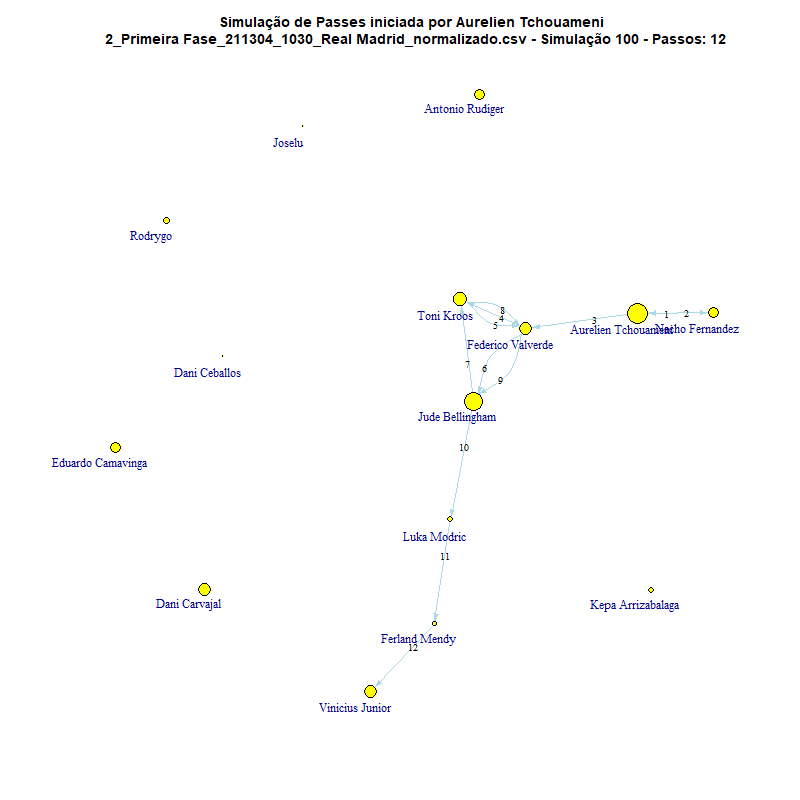 Simulação de Passes iniciada por Aurelien Tchouameni
2_Primeira Fase_211304_1030_Real Madrid_normalizado.csv - Simulação 100 - Passos: 12
Antonio Rudiger
Joselu
Rodrygo
8
Toni Kroos
4
5
3
1
2
Aurelien Tchouameni
Nacho Fernandez
Federico Valverde
7
6
9
Dani Ceballos
Jude Bellingham
10
Eduardo Camavinga
Luka Modric
11
Dani Carvajal
Kepa Arrizabalaga
Ferland Mendy
12
Vinicius Junior